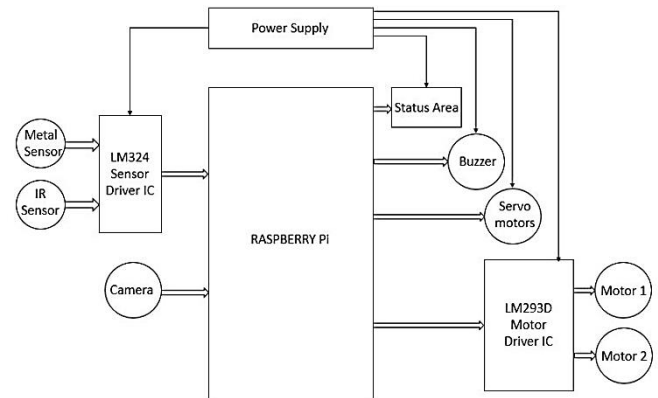 Power Supply
Status Area
Metal
Sensor
LM324
Sensor
Driver IC
Buzzer
IR
Sensor
Servo
motors
RASPBERRY PI
Camera
LM293D
Motor
Driver IC
Motor 1
Motor 2